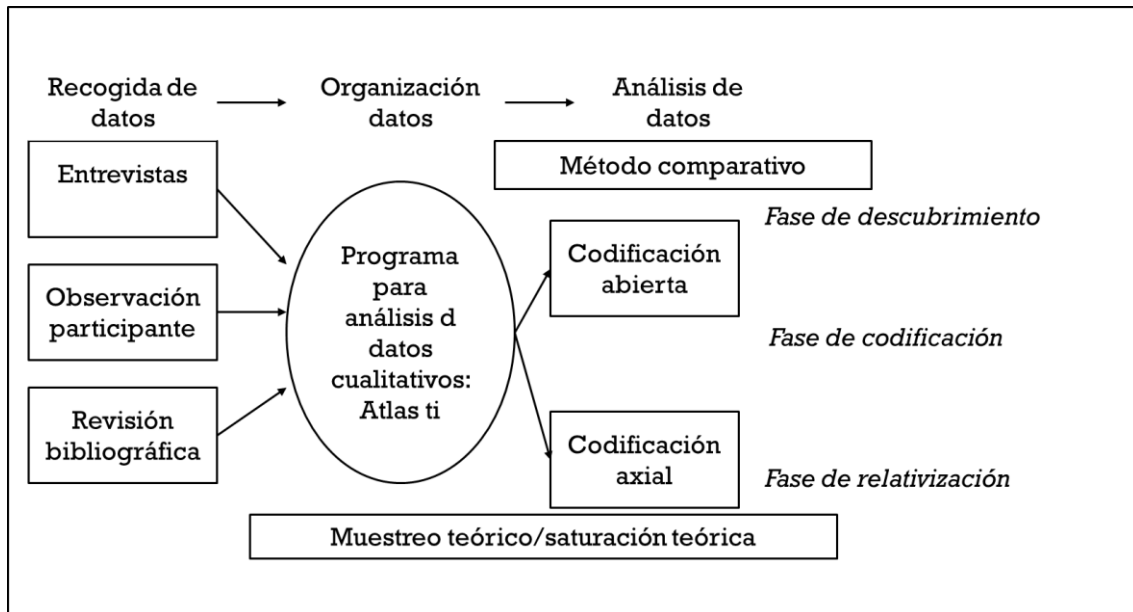 Recogida de
datos
Organización
datos
Análisis de
datos
Entrevistas
Observación
participante
Revisión
bibliográfica
Programa
para
análisis d
datos
cualitativos:
Atlas ti
Método comparativo
Codificación
abierta
Codificación
axial
Fase de descubrimiento
Fase de codificación
Fase de relativización
Muestreo teórico/saturación teórica